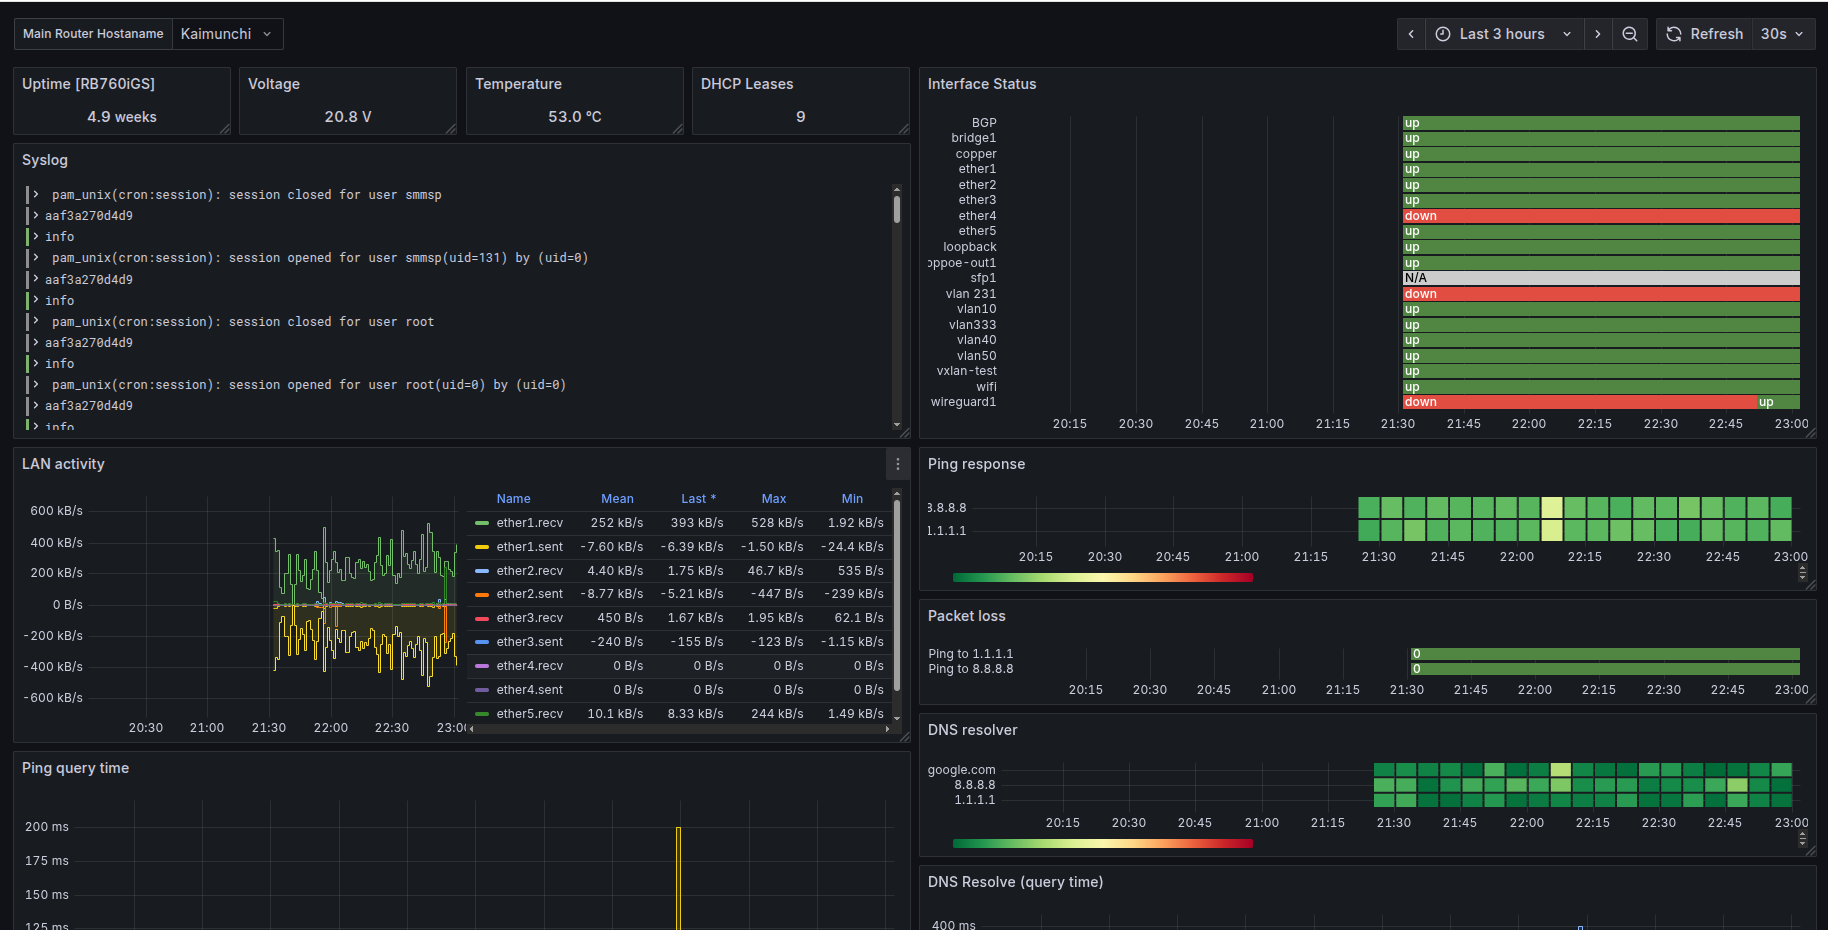 Main Router Hostaname Kaimunchi
Last 3 hours Refresh 30s
Uptime [RB760iGS]
4.9 weeks
Voltage
20.8 V
Temperature
53.0 °C
DHCP Leases
9
Syslog
pam_unix(cron:session): session closed for user smmsp
aaf3a270d4d9
info
pam_unix(cron:session): session opened for user smmsp(uid=131) by (uid=0)
aaf3a270d4d9
info
pam_unix(cron:session): session closed for user root
aaf3a270d4d9
info
pam_unix(cron:session): session opened for user root(uid=0) by (uid=0)
aaf3a270d4d9
info
Interface Status
BGP up
bridge1 up
copper up
ether1 up
ether2 up
ether3 up
ether4 down
ether5 up
loopback up
pppoe-out1 up
sfp1 N/A
vlan 231 down
vlan10 up
vlan333 up
vlan40 up
vlan50 up
vxlan-test up
wifi up
wireguard1 down up
20:15 20:30 20:45 21:00 21:15 21:30 21:45 22:00 22:15 22:30 22:45 23:00
LAN activity
600 kB/s
400 kB/s
200 kB/s
0 B/s
-200 kB/s
-400 kB/s
-600 kB/s
20:30 21:00 21:30 22:00 22:30 23:00
Name Mean Last * Max Min
ether1.recv 252 kB/s 393 kB/s 528 kB/s 1.92 kB/s
ether1.sent -7.60 kB/s -6.39 kB/s -1.50 kB/s -24.4 kB/s
ether2.recv 4.40 kB/s 1.75 kB/s 46.7 kB/s 535 B/s
ether2.sent -8.77 kB/s -5.21 kB/s -447 B/s -239 kB/s
ether3.recv 450 B/s 1.67 kB/s 1.95 kB/s 62.1 B/s
ether3.sent -240 B/s -155 B/s -123 B/s -1.15 kB/s
ether4.recv 0 B/s 0 B/s 0 B/s 0 B/s
ether4.sent 0 B/s 0 B/s 0 B/s 0 B/s
ether5.recv 10.1 kB/s 8.33 kB/s 244 kB/s 1.49 kB/s
Ping response
8.8.8.8
1.1.1.1
20:15 20:30 20:45 21:00 21:15 21:30 21:45 22:00 22:15 22:30 22:45 23:00
Packet loss
Ping to 1.1.1.1 0
Ping to 8.8.8.8 0
20:15 20:30 20:45 21:00 21:15 21:30 21:45 22:00 22:15 22:30 22:45 23:00
DNS resolver
google.com
8.8.8.8
1.1.1.1
20:15 20:30 20:45 21:00 21:15 21:30 21:45 22:00 22:15 22:30 22:45 23:00
Ping query time
200 ms
175 ms
150 ms
125 ms
DNS Resolve (query time)
400 ms